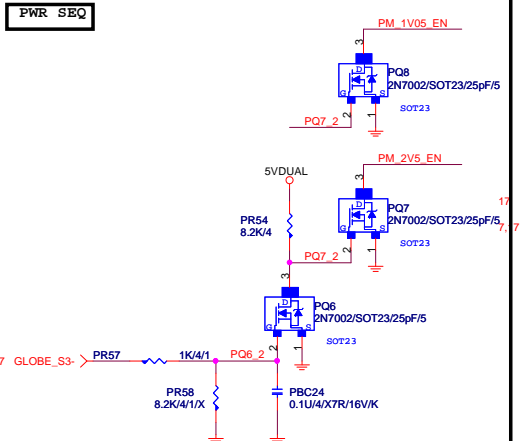 PWR SEQ
PM_1V05_EN
3
D
PQ8
2N7002/SOT23/25pF/5
G
S
SOT23
2
1
PQ7_2
PM_2V5_EN
5VDUAL
3
D
PQ7
2N7002/SOT23/25pF/5
G
S
SOT23
17
7, 7
PR54
8.2K/4
2
1
PQ7_2
3
D
PQ6
2N7002/SOT23/25pF/5
G
S
SOT23
2
1
7 GLOBE_S3-
PR57
1K/4/1
PQ6_2
PR58
8.2K/4/1/X
PBC24
0.1U/4/X7R/16V/K